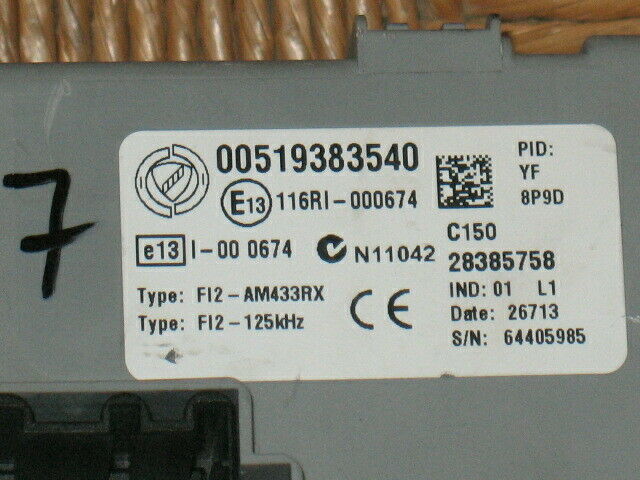 7
00519383540
E13 116RI-000674
e13 I-00 0674
N11042
Type: FI2-AM433RX
Type: FI2-125kHz
CE
PID:
YF
8P9D
C150
28385758
IND: 01 L1
Date: 26713
S/N: 64405985